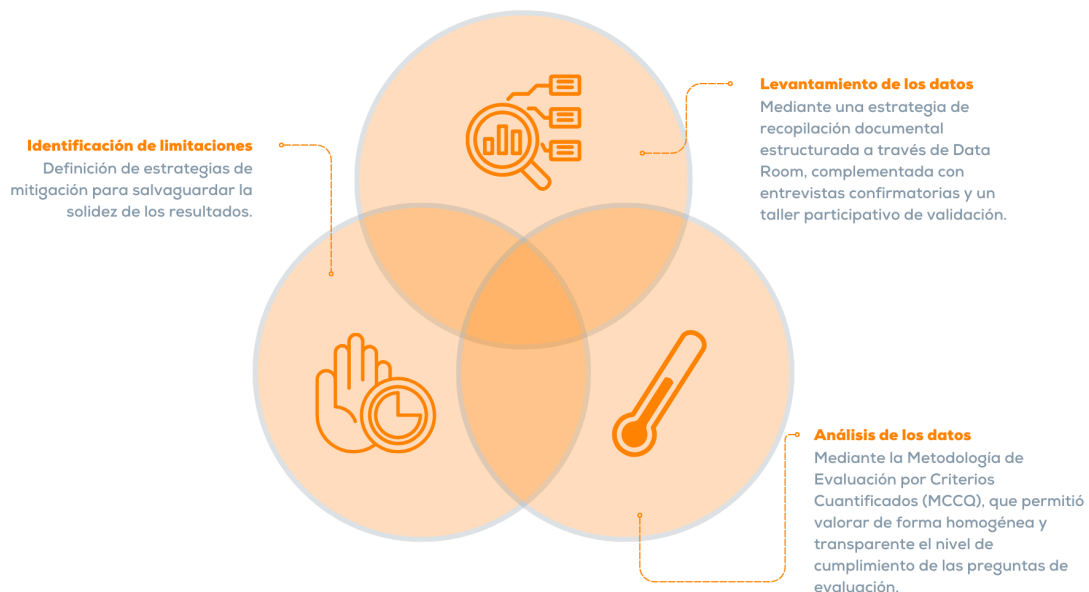 Levantamiento de los datos
Mediante una estrategia de
recopilación documental
estructurada a través de Data
Room, complementada con
entrevistas confirmatorias y un
taller participativo de validación.
Identificación de limitaciones
Definición de estrategias de
mitigación para salvaguardar la
solidez de los resultados.
Análisis de los datos
Mediante la Metodología de
Evaluación por Criterios
Cuantificados (MCCQ), que permitió
valorar de forma homogénea y
transparente el nivel de
cumplimiento de las preguntas de
evaluación.